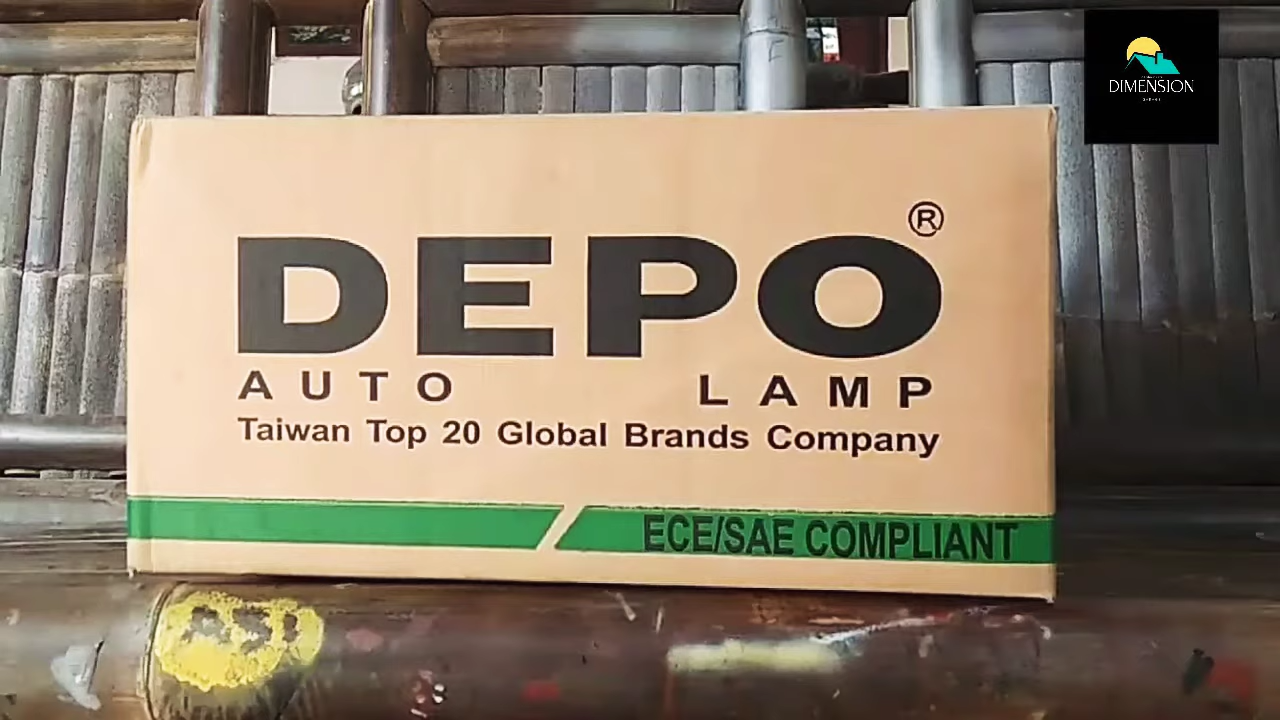 DIMENSION
DEPO®
AUTO LAMP
Taiwan Top 20 Global Brands Company
ECE/SAE COMPLIANT